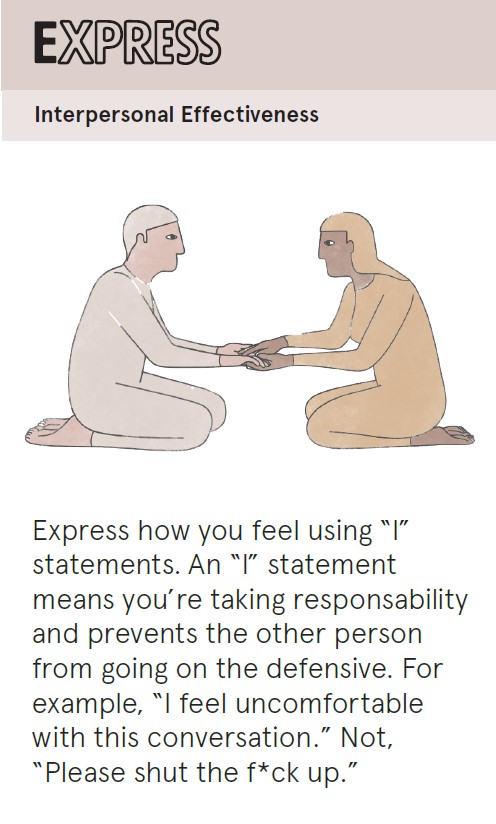 EXPRESS
Interpersonal Effectiveness
Express how you feel using “I”
statements. An “I” statement
means you’re taking responsability
and prevents the other person
from going on the defensive. For
example, “I feel uncomfortable
with this conversation.” Not,
“Please shut the f*ck up.”